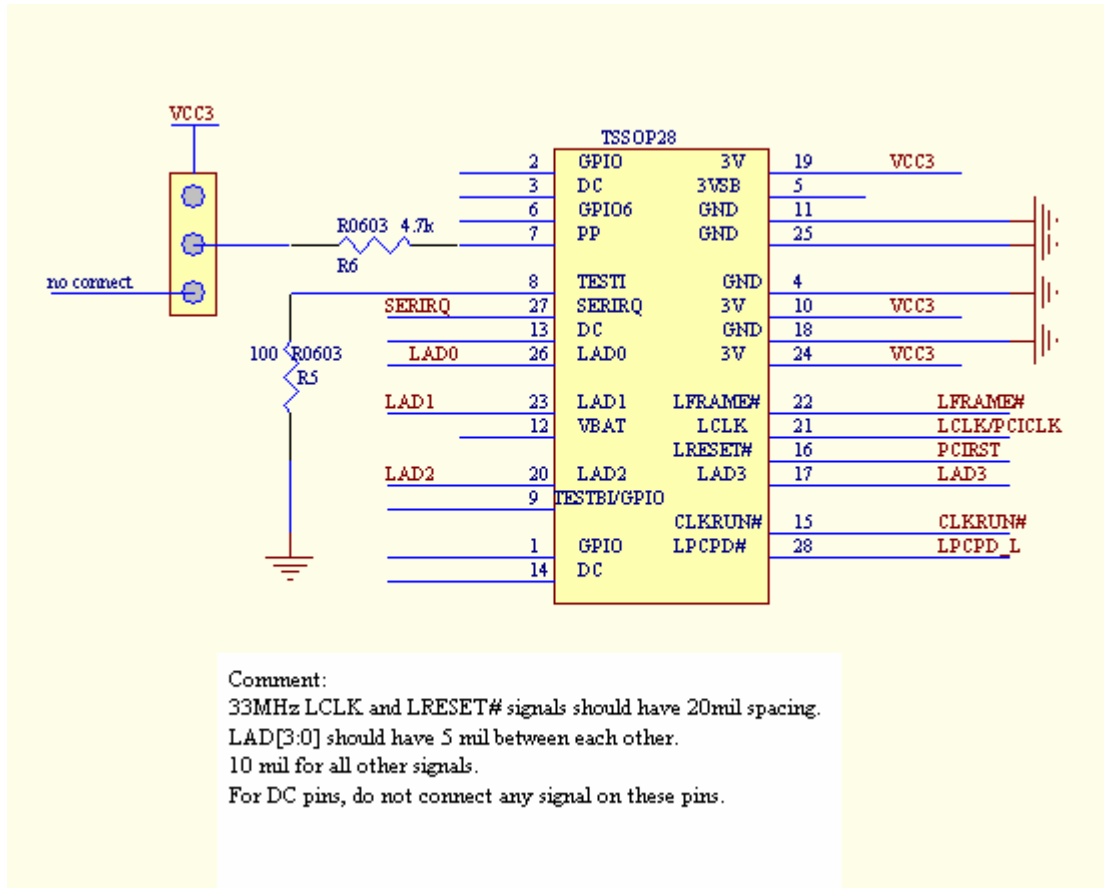 VCC3
TSSOP28
2 GPIO 3V 19 VCC3
3 DC 3VSB 5
6 GPIO6 GND 11
R0603 4.7k 7 PP GND 25
R6
no connect
8 TESTI GND 4
SERIRQ 27 SERIRQ 3V 10 VCC3
13 DC GND 18
100 R0603 LAD0 26 LAD0 3V 24 VCC3
R5
LAD1 23 LAD1 LFRAME# 22 LFRAME#
12 VBAT LCLK 21 LCLK/PCICLK
LRESET# 16 PCIRST
LAD2 20 LAD2 LAD3 17 LAD3
9 TESTBI/GPIO
CLKRUN# 15 CLKRUN#
1 GPIO LPCPD# 28 LPCPD_L
14 DC
Comment:
33MHz LCLK and LRESET# signals should have 20mil spacing.
LAD[3:0] should have 5 mil between each other.
10 mil for all other signals.
For DC pins, do not connect any signal on these pins.